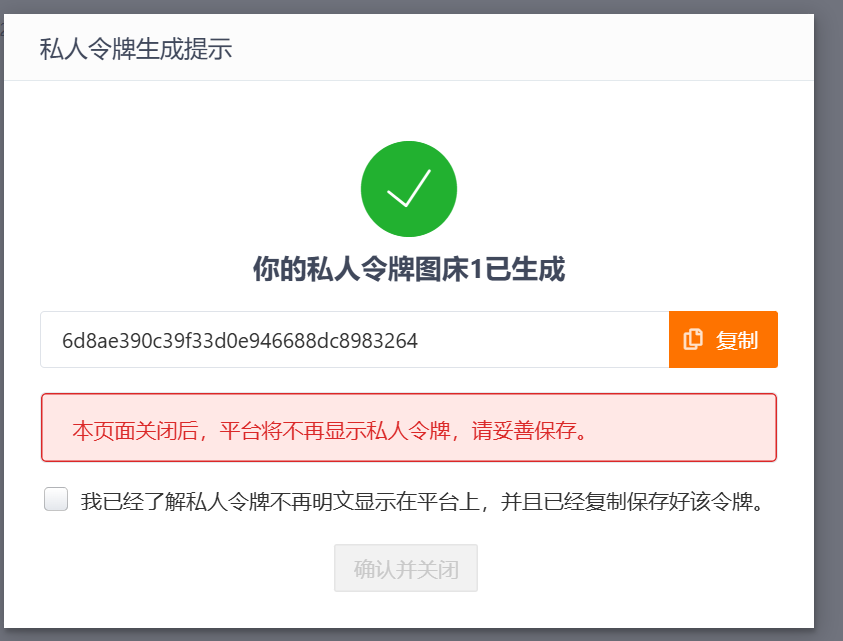 私人令牌生成提示
你的私人令牌图床1已生成
6d8ae390c39f33d0e946688dc8983264
复制
本页面关闭后，平台将不再显示私人令牌，请妥善保存。
我已经了解私人令牌不再明文显示在平台上，并且已经复制保存好该令牌。
确认并关闭